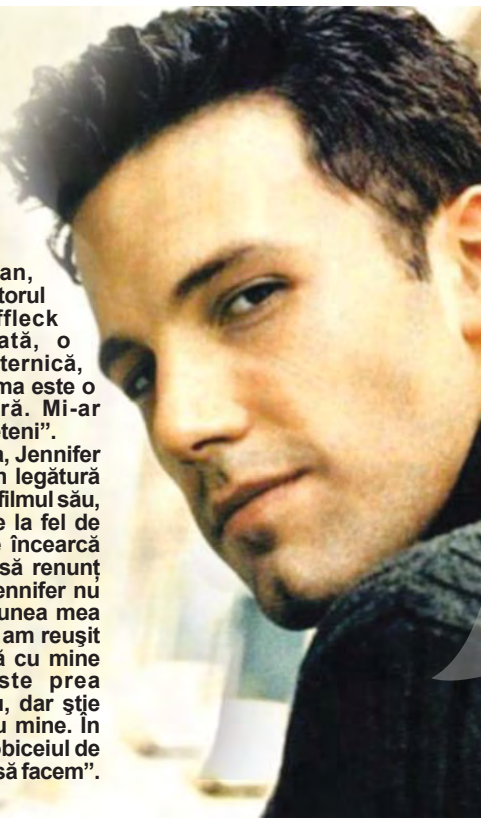 an,
torul
ffleck
ată, o
ternică,
ma este o
ră. Mi-ar
teni”.
, Jennifer
legătură
filmul său,
la fel de
încearcă
să renunţ
ennifer nu
unea mea
am reuşit
ă cu mine
ste prea
u, dar ştie
u mine. În
obiceiul de
să facem”.